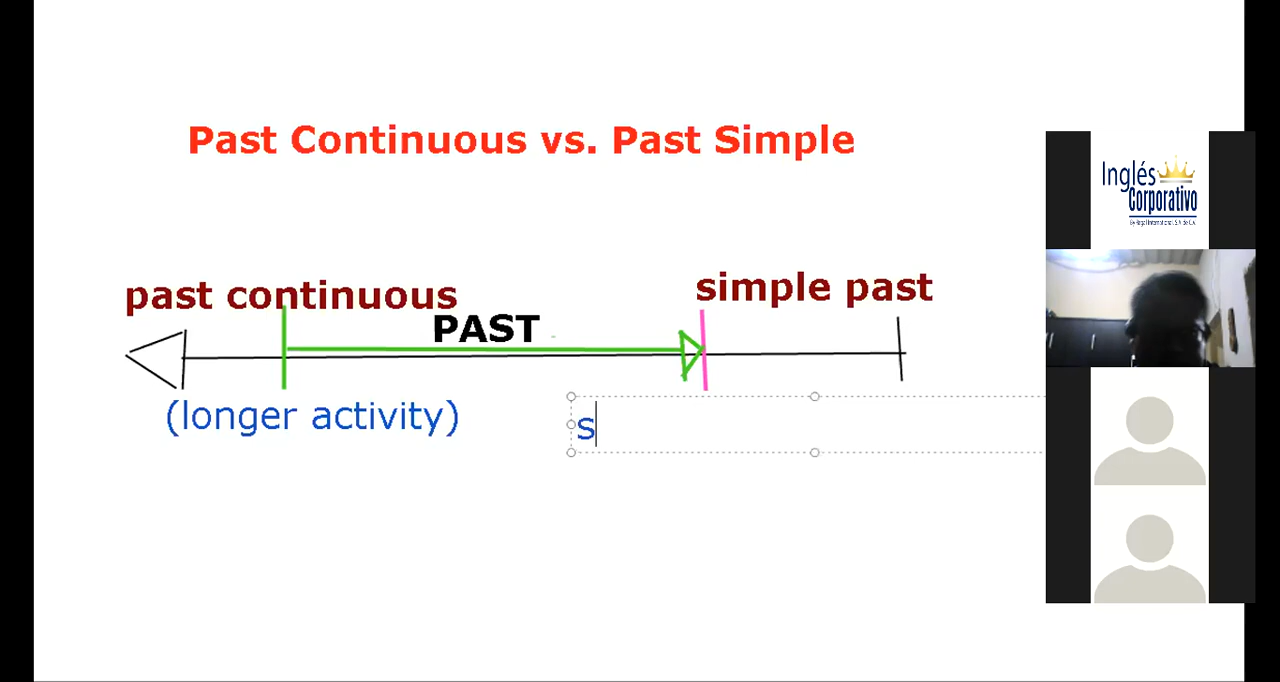 Past Continuous vs. Past Simple
Inglés
Corporativo
past continuous
simple past
PAST
(longer activity)
s